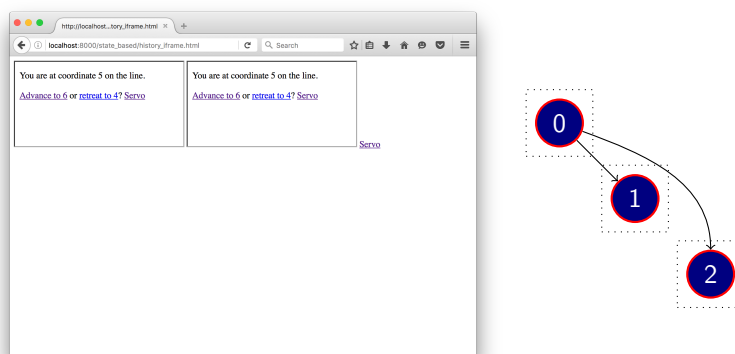 http://localhost...tory_iframe.html × +
localhost:8000/state_based/history_iframe.html Search
You are at coordinate 5 on the line.
Advance to 6 or retreat to 4? Servo
You are at coordinate 5 on the line.
Advance to 6 or retreat to 4? Servo
Servo
0
1
2